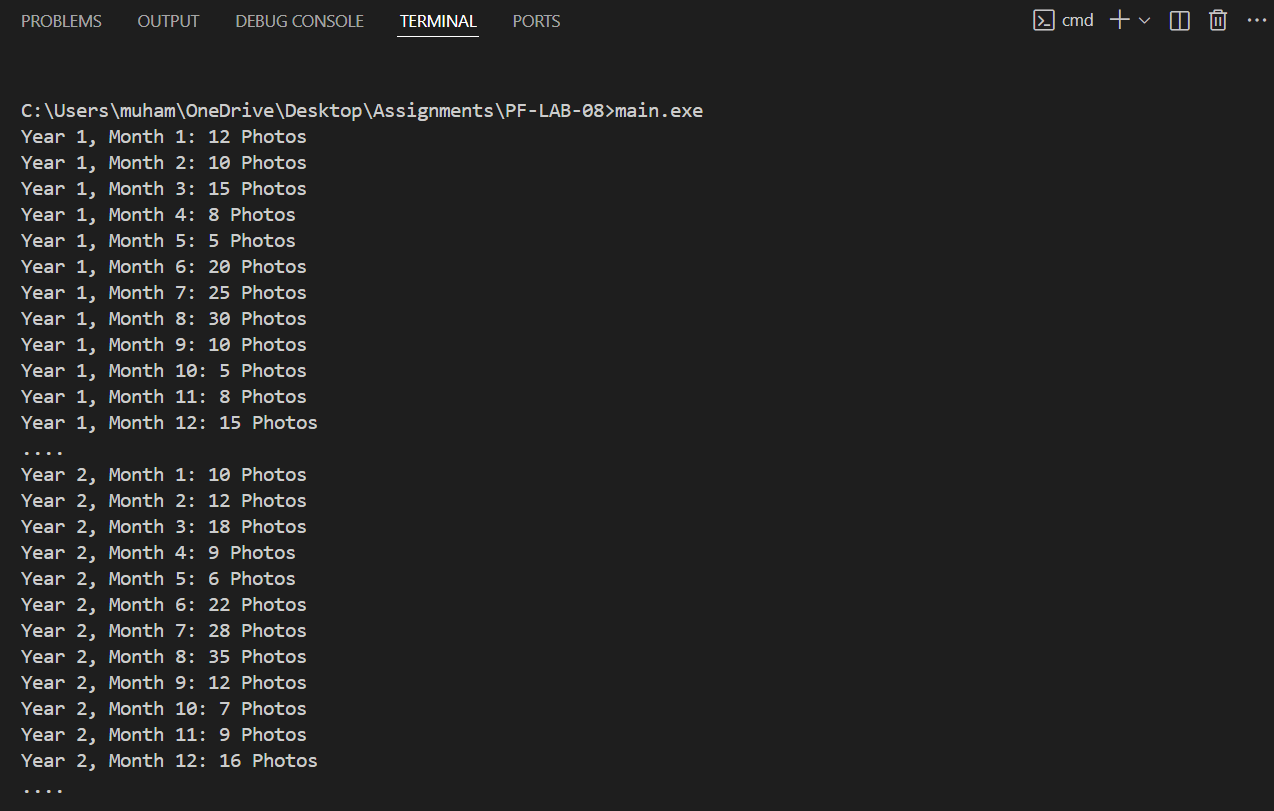 PROBLEMS OUTPUT DEBUG CONSOLE TERMINAL PORTS cmd
C:\Users\muham\OneDrive\Desktop\Assignments\PF-LAB-08>main.exe
Year 1, Month 1: 12 Photos
Year 1, Month 2: 10 Photos
Year 1, Month 3: 15 Photos
Year 1, Month 4: 8 Photos
Year 1, Month 5: 5 Photos
Year 1, Month 6: 20 Photos
Year 1, Month 7: 25 Photos
Year 1, Month 8: 30 Photos
Year 1, Month 9: 10 Photos
Year 1, Month 10: 5 Photos
Year 1, Month 11: 8 Photos
Year 1, Month 12: 15 Photos
....
Year 2, Month 1: 10 Photos
Year 2, Month 2: 12 Photos
Year 2, Month 3: 18 Photos
Year 2, Month 4: 9 Photos
Year 2, Month 5: 6 Photos
Year 2, Month 6: 22 Photos
Year 2, Month 7: 28 Photos
Year 2, Month 8: 35 Photos
Year 2, Month 9: 12 Photos
Year 2, Month 10: 7 Photos
Year 2, Month 11: 9 Photos
Year 2, Month 12: 16 Photos
....